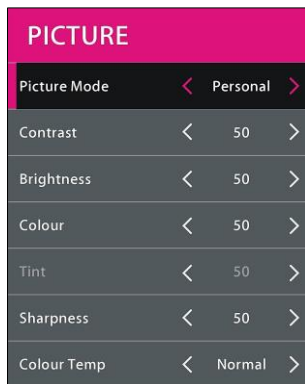 PICTURE
Picture Mode Personal
Contrast 50
Brightness 50
Colour 50
Tint 50
Sharpness 50
Colour Temp Normal